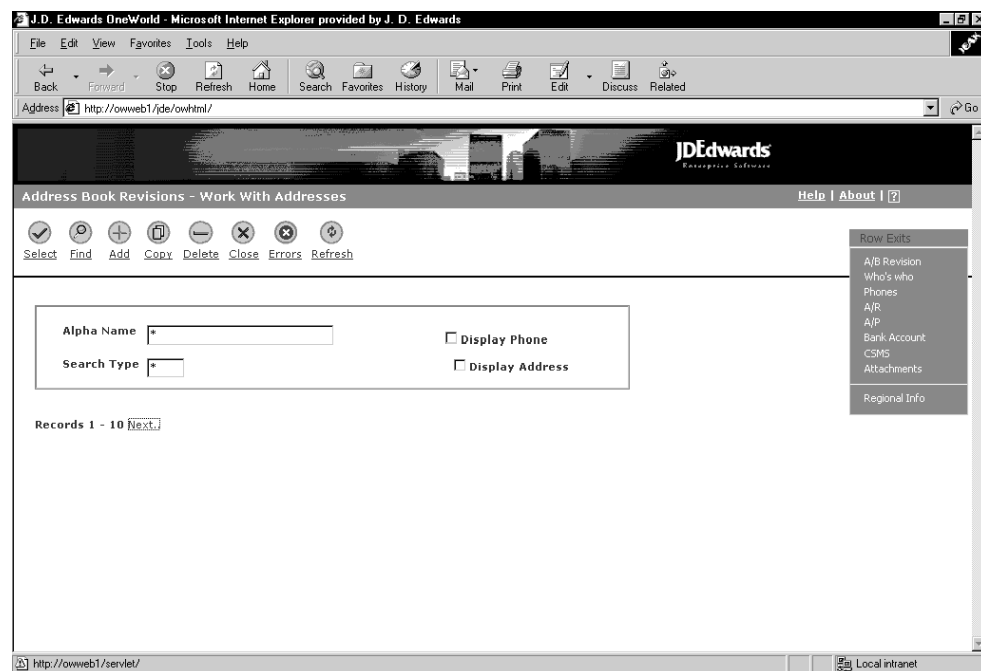 J.D. Edwards OneWorld - Microsoft Internet Explorer provided by J. D. Edwards
File Edit View Favorites Tools Help
Back Forward Stop Refresh Home Search Favorites History Mail Print Edit Discuss Related
Address http://owweb1/jde/owhtml/ Go
JDEdwards
Enterprise Software
Address Book Revisions - Work With Addresses Help | About | ?
Select Find Add Copy Delete Close Errors Refresh
Row Exits
A/B Revision
Who's who
Phones
A/R
A/P
Bank Account
CSMS
Attachments
Regional Info
Alpha Name * Display Phone
Search Type * Display Address
Records 1 - 10 Next..
http://owweb1/servlet/ Local intranet